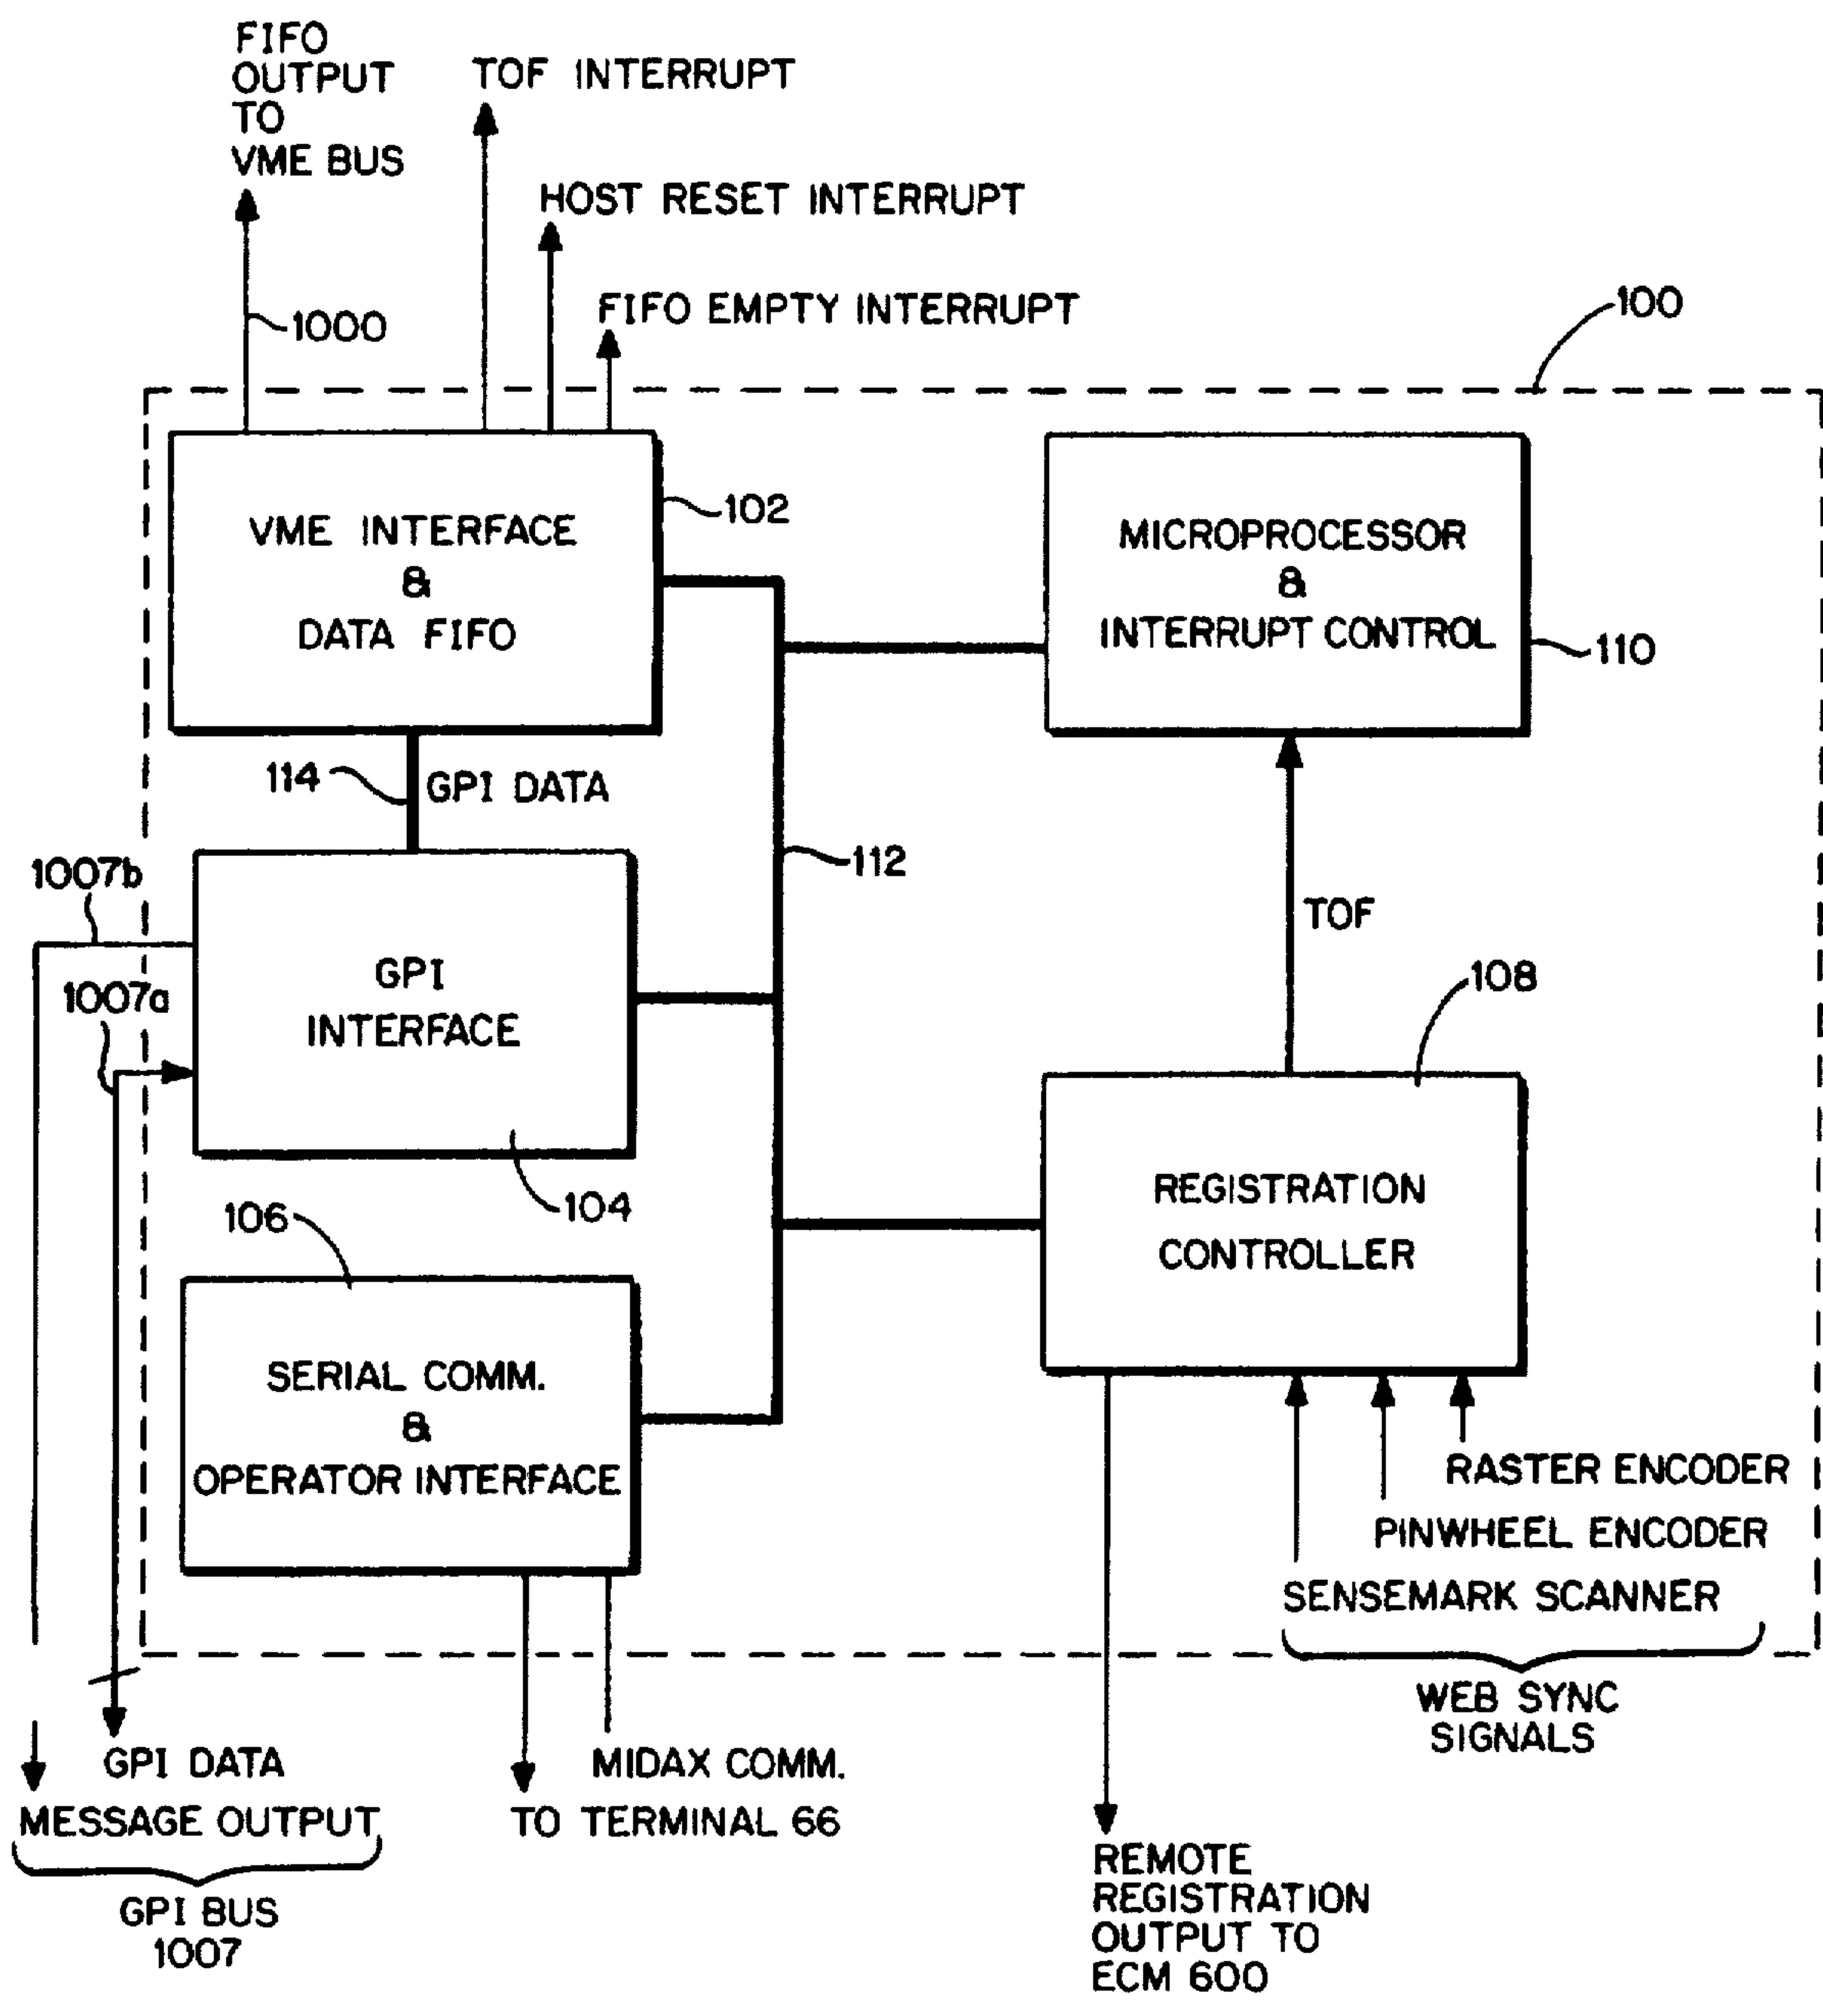 FIFO
OUTPUT
TO
VME BUS
TOF INTERRUPT
HOST RESET INTERRUPT
FIFO EMPTY INTERRUPT
1000
100
VME INTERFACE
&
DATA FIFO
102
MICROPROCESSOR
&
INTERRUPT CONTROL
110
114
GPI DATA
112
1007b
1007a
GPI
INTERFACE
104
TOF
108
REGISTRATION
CONTROLLER
106
SERIAL COMM.
&
OPERATOR INTERFACE
RASTER ENCODER
PINWHEEL ENCODER
SENSEMARK SCANNER
WEB SYNC
SIGNALS
GPI DATA
MESSAGE OUTPUT
GPI BUS
1007
MIDAX COMM.
TO TERMINAL 66
REMOTE
REGISTRATION
OUTPUT TO
ECM 600